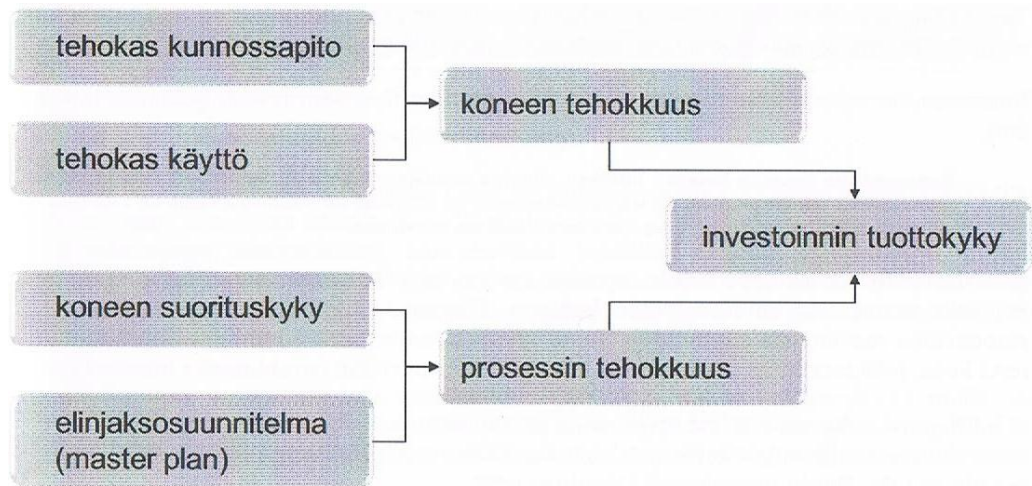 tehokas kunnossapito
koneen tehokkuus
tehokas käyttö
investoinnin tuottokyky
koneen suorituskyky
prosessin tehokkuus
elinjaksosuunnitelma
(master plan)